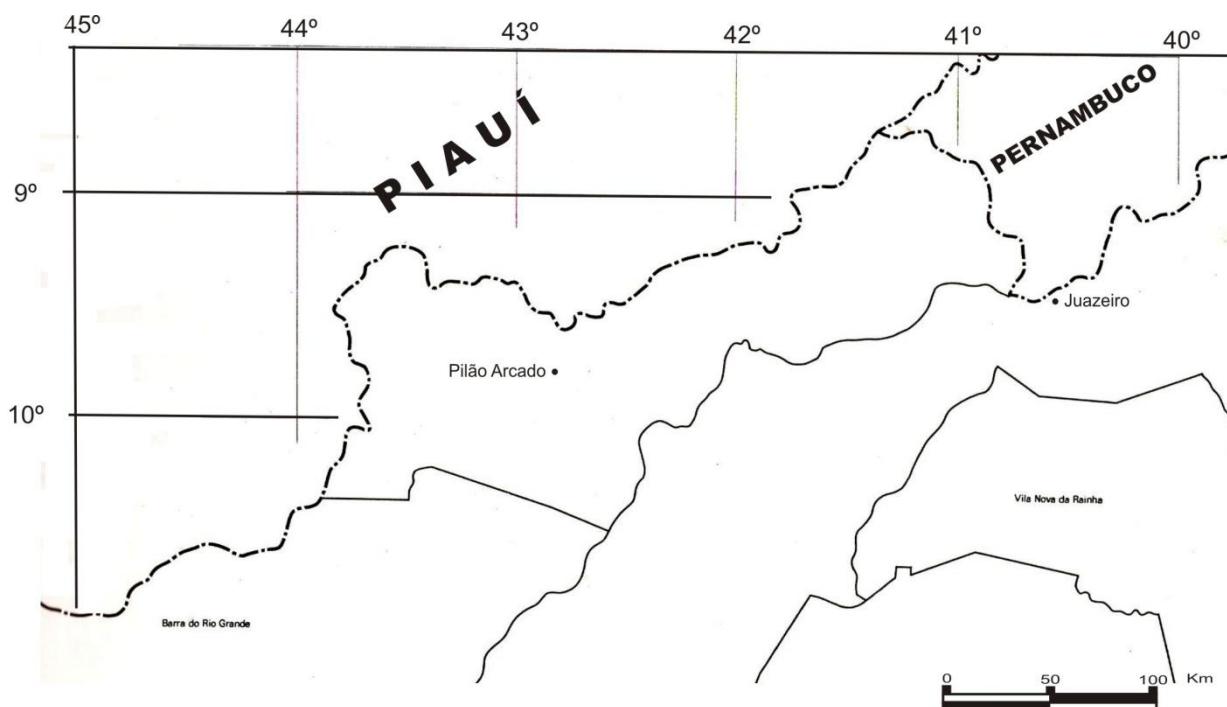 45º 44º 43º 42º 41º 40º
PIAUÍ
PERNAMBUCO
9º
Juazeiro
Pilão Arcado
10º
Vila Nova da Rainha
Barra do Rio Grande
0 50 100 Km